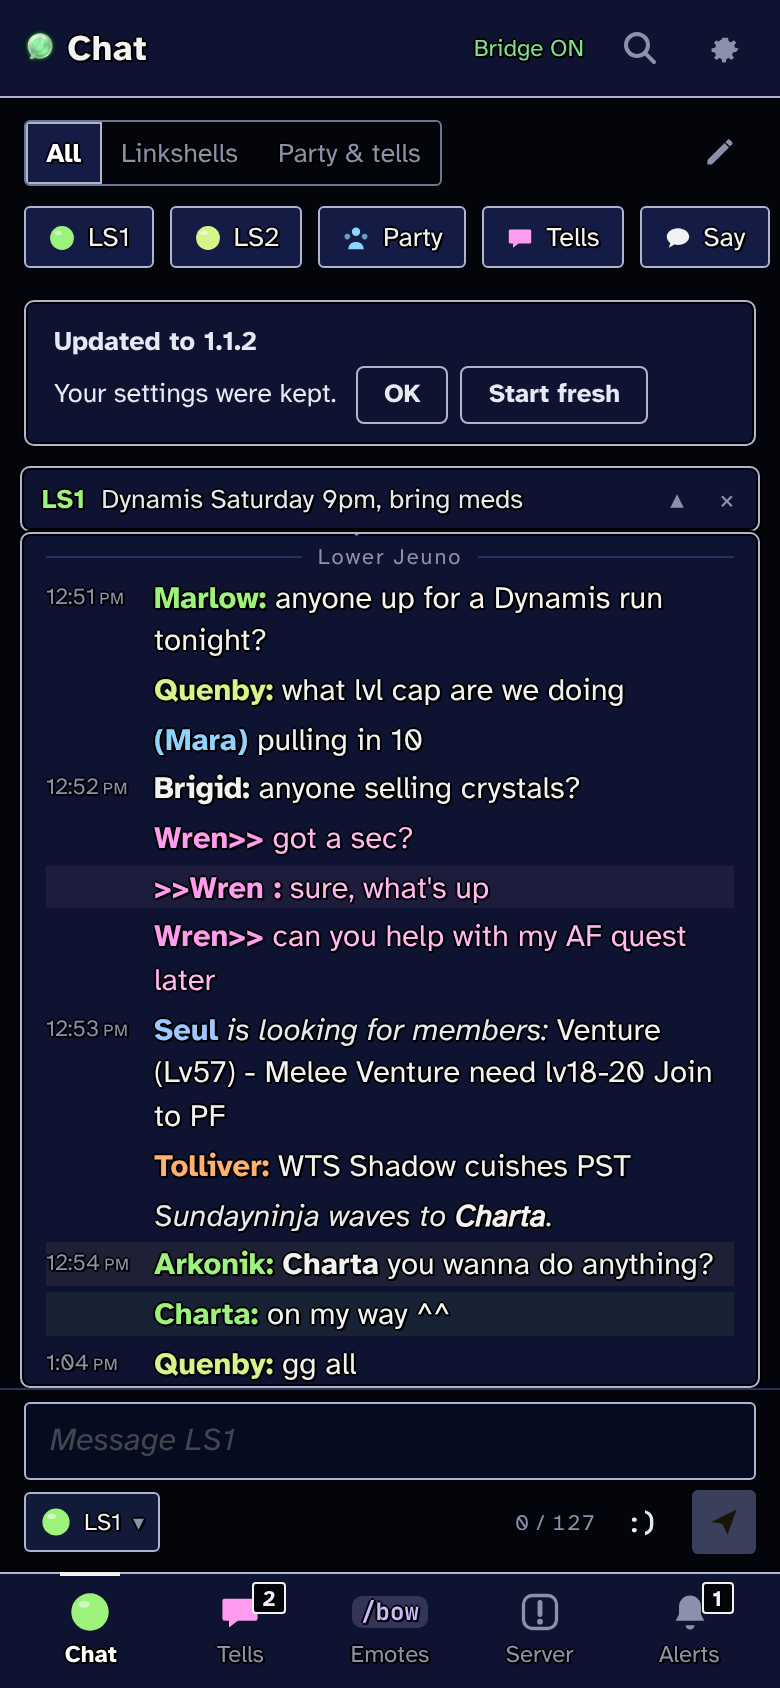 Chat
Bridge ON
All Linkshells Party & tells
LS1 LS2 Party Tells Say
Updated to 1.1.2
Your settings were kept. OK Start fresh
LS1 Dynamis Saturday 9pm, bring meds ▲ ×
Lower Jeuno
12:51 PM Marlow: anyone up for a Dynamis run
tonight?
Quenby: what lvl cap are we doing
(Mara) pulling in 10
12:52 PM Brigid: anyone selling crystals?
Wren>> got a sec?
>>Wren : sure, what's up
Wren>> can you help with my AF quest
later
12:53 PM Seul is looking for members: Venture
(Lv57) - Melee Venture need lv18-20 Join
to PF
Tolliver: WTS Shadow cuishes PST
Sundayninja waves to Charta.
12:54 PM Arkonik: Charta you wanna do anything?
Charta: on my way ^^
1:04 PM Quenby: gg all
Message LS1
LS1 ▼ 0 / 127 :)
2 /bow 1
Chat Tells Emotes Server Alerts